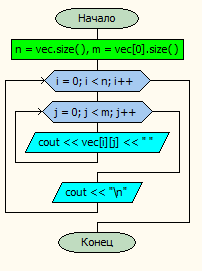 Начало
n = vec.size(), m = vec[0].size()
i = 0; i < n; i++
j = 0; j < m; j++
cout << vec[i][j] << " "
cout << "\n"
Конец